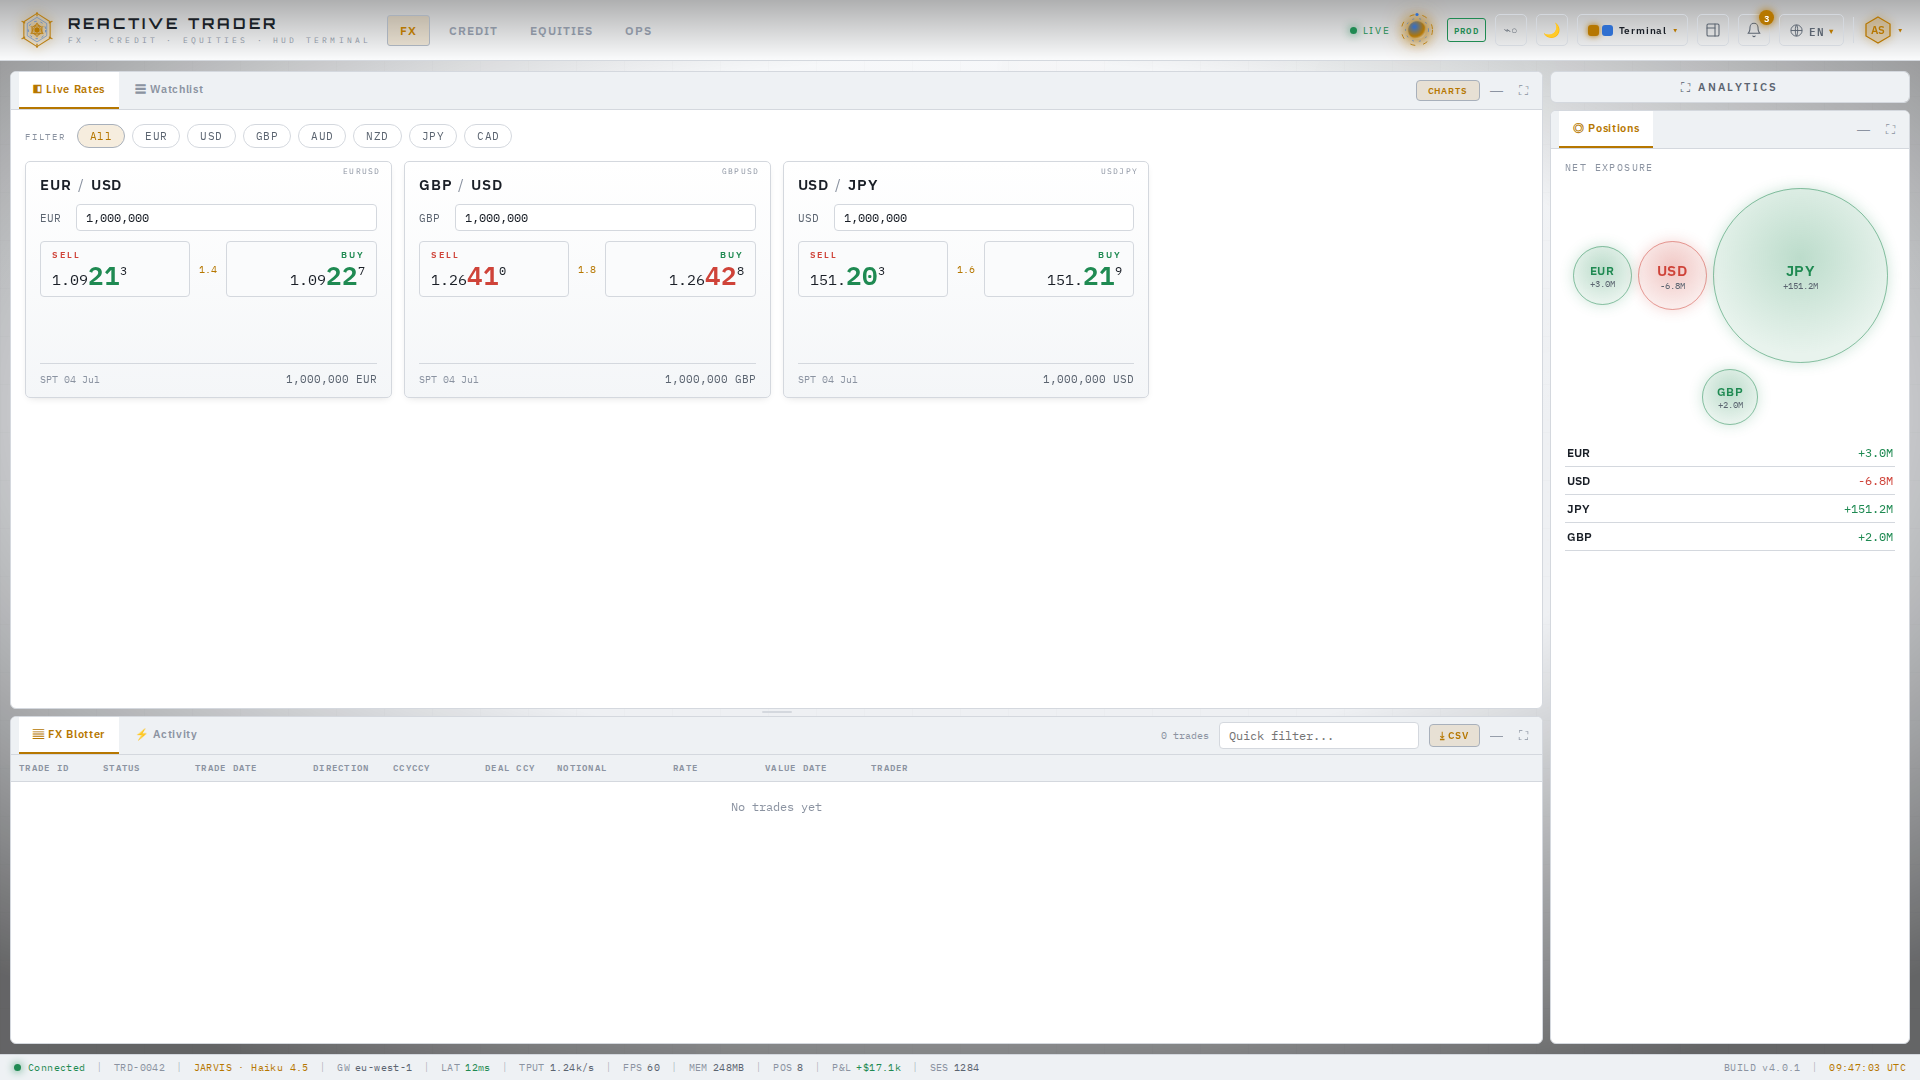 REACTIVE TRADER
FX · CREDIT · EQUITIES · HUD TERMINAL
FX CREDIT EQUITIES OPS
LIVE PROD Terminal 3 EN AS
Live Rates Watchlist CHARTS
FILTER All EUR USD GBP AUD NZD JPY CAD
EURUSD
EUR / USD
EUR 1,000,000
SELL
1.09213
1.4
BUY
1.09227
SPT 04 Jul 1,000,000 EUR
GBPUSD
GBP / USD
GBP 1,000,000
SELL
1.26410
1.8
BUY
1.26428
SPT 04 Jul 1,000,000 GBP
USDJPY
USD / JPY
USD 1,000,000
SELL
151.203
1.6
BUY
151.219
SPT 04 Jul 1,000,000 USD
ANALYTICS
Positions
NET EXPOSURE
EUR
+3.0M
USD
-6.8M
JPY
+151.2M
GBP
+2.0M
EUR +3.0M
USD -6.8M
JPY +151.2M
GBP +2.0M
FX Blotter Activity 0 trades Quick filter... CSV
TRADE ID STATUS TRADE DATE DIRECTION CCYCCY DEAL CCY NOTIONAL RATE VALUE DATE TRADER
No trades yet
Connected | TRD-0042 | JARVIS · Haiku 4.5 | GW eu-west-1 | LAT 12ms | TPUT 1.24k/s | FPS 60 | MEM 248MB | POS 8 | P&L +$17.1k | SES 1284
BUILD v4.0.1 | 09:47:03 UTC